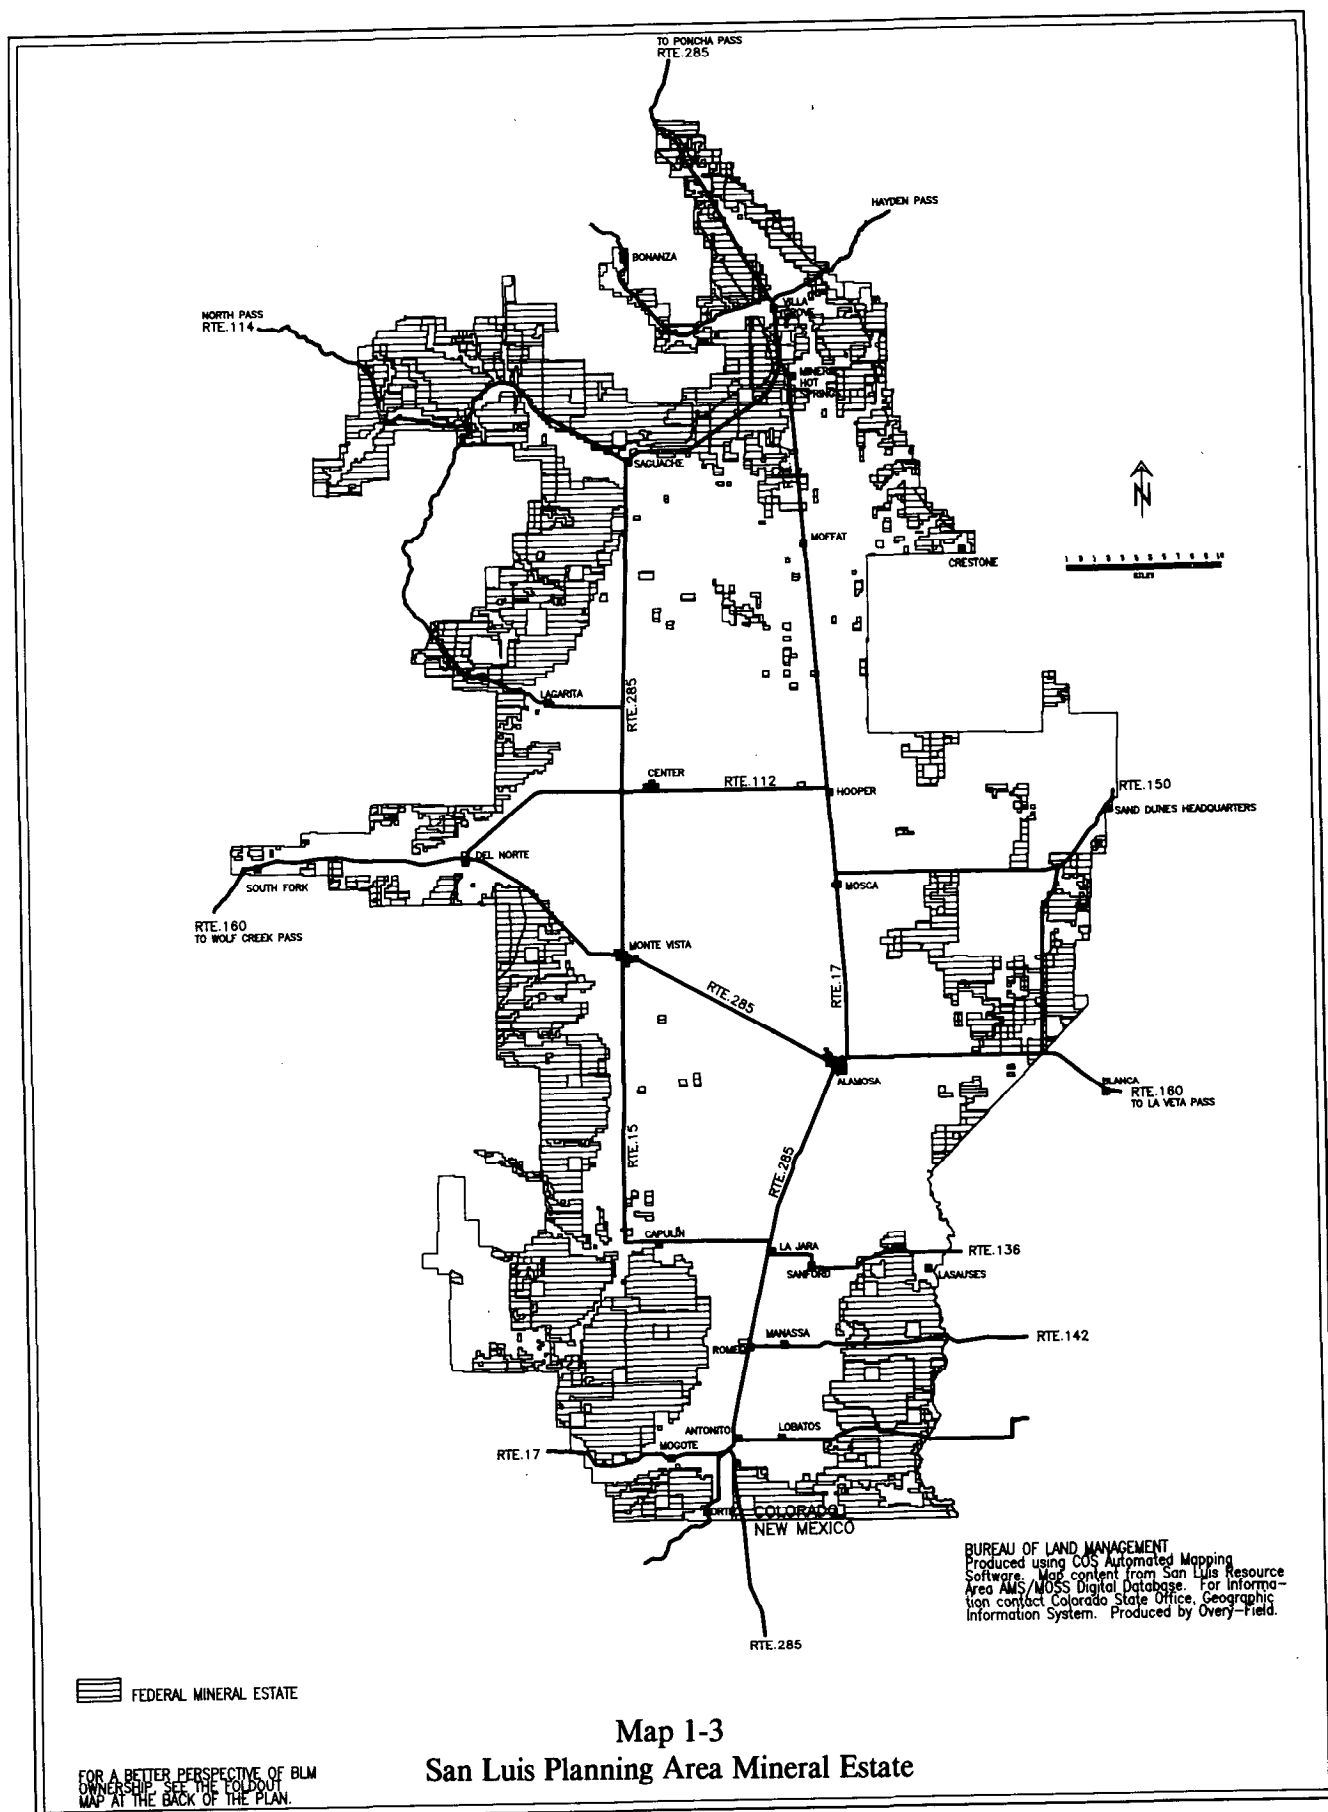 TO PONCHA PASS
RTE.285
HAYDEN PASS
BONANZA
NORTH PASS
RTE.114
VILLA
GROVE
MINERAL
HOT
SPRINGS
SAGUACHE
N
MOFFAT
CRESTONE
MILES
LAGARITA
RTE.285
CENTER
RTE.112
HOOPER
RTE.150
SAND DUNES HEADQUARTERS
DEL NORTE
SOUTH FORK
MOSCA
RTE.160
TO WOLF CREEK PASS
MONTE VISTA
RTE.285
RTE.17
ALAMOSA
BLANCA
RTE.160
TO LA VETA PASS
RTE.15
RTE.285
CAPULIN
LA JARA
RTE.136
SANFORD
LASAUSES
MANASSA
RTE.142
ROMEO
ANTONITO
LOBATOS
MOGOTE
RTE.17
COLORADO
NEW MEXICO
BUREAU OF LAND MANAGEMENT
Produced using COS Automated Mapping
Software. Map content from San Luis Resource
Area AMS/MOSS Digital Database. For Informa-
tion contact Colorado State Office, Geographic
Information System. Produced by Overy-Field.
RTE.285
FEDERAL MINERAL ESTATE
Map 1-3
San Luis Planning Area Mineral Estate
FOR A BETTER PERSPECTIVE OF BLM
OWNERSHIP, SEE THE FOLDOUT
MAP AT THE BACK OF THE PLAN.